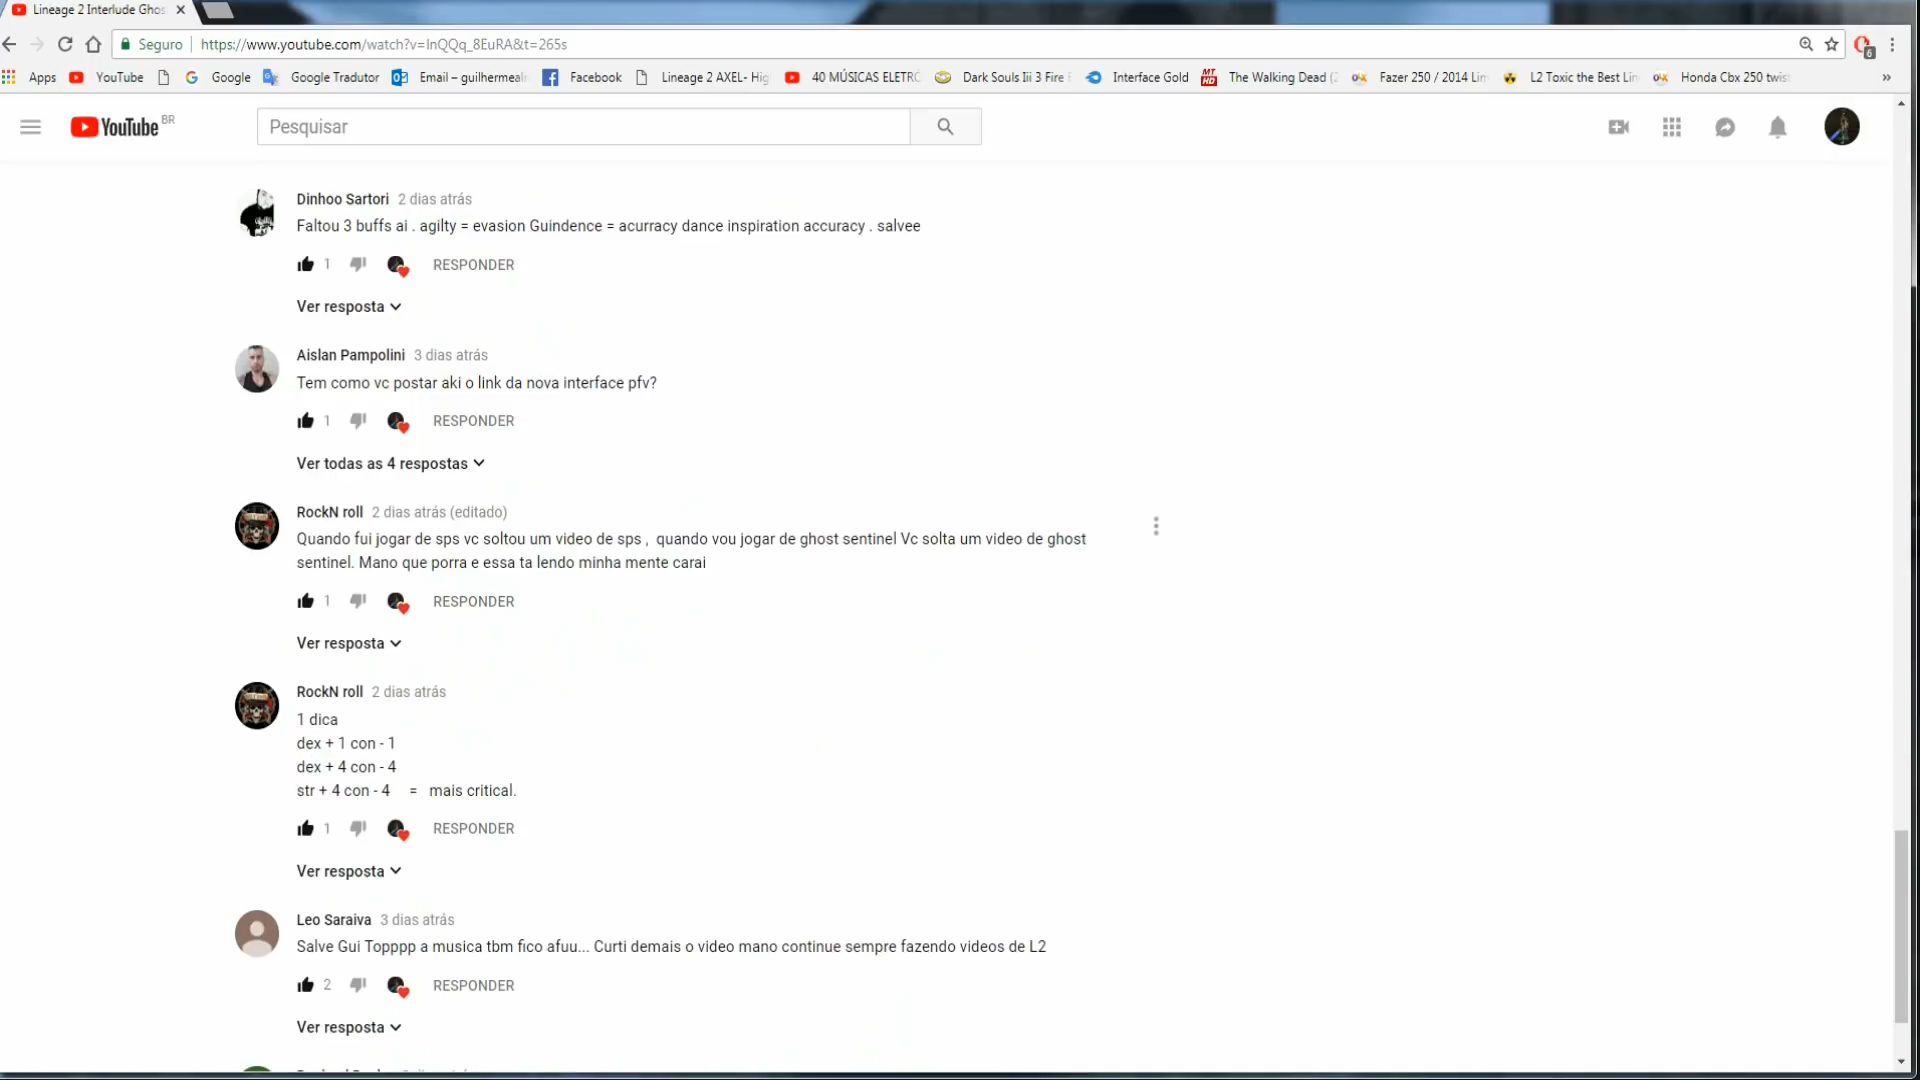 Lineage 2 Interlude Ghos
Seguro
https://www.youtube.com/watch?v=lnQQq_8EuRA&t=265s
6
Apps
YouTube
Google
Google Tradutor
Email – guilhermeal
Facebook
Lineage 2 AXEL- Hig
40 MÚSICAS ELETRÔ
Dark Souls Iii 3 Fire
Interface Gold
The Walking Dead (
Fazer 250 / 2014 Lim
L2 Toxic the Best Lin
Honda Cbx 250 twis
»
YouTube BR
Pesquisar
Dinhoo Sartori 2 dias atrás
Faltou 3 buffs ai . agilty = evasion Guindence = acurracy dance inspiration accuracy . salvee
1 RESPONDER
Ver resposta
Aislan Pampolini 3 dias atrás
Tem como vc postar aki o link da nova interface pfv?
1 RESPONDER
Ver todas as 4 respostas
RockN roll 2 dias atrás (editado)
Quando fui jogar de sps vc soltou um video de sps , quando vou jogar de ghost sentinel Vc solta um video de ghost
sentinel. Mano que porra e essa ta lendo minha mente carai
1 RESPONDER
Ver resposta
RockN roll 2 dias atrás
1 dica
dex + 1 con - 1
dex + 4 con - 4
str + 4 con - 4 = mais critical.
1 RESPONDER
Ver resposta
Leo Saraiva 3 dias atrás
Salve Gui Topppp a musica tbm fico afuu... Curti demais o video mano continue sempre fazendo videos de L2
2 RESPONDER
Ver resposta